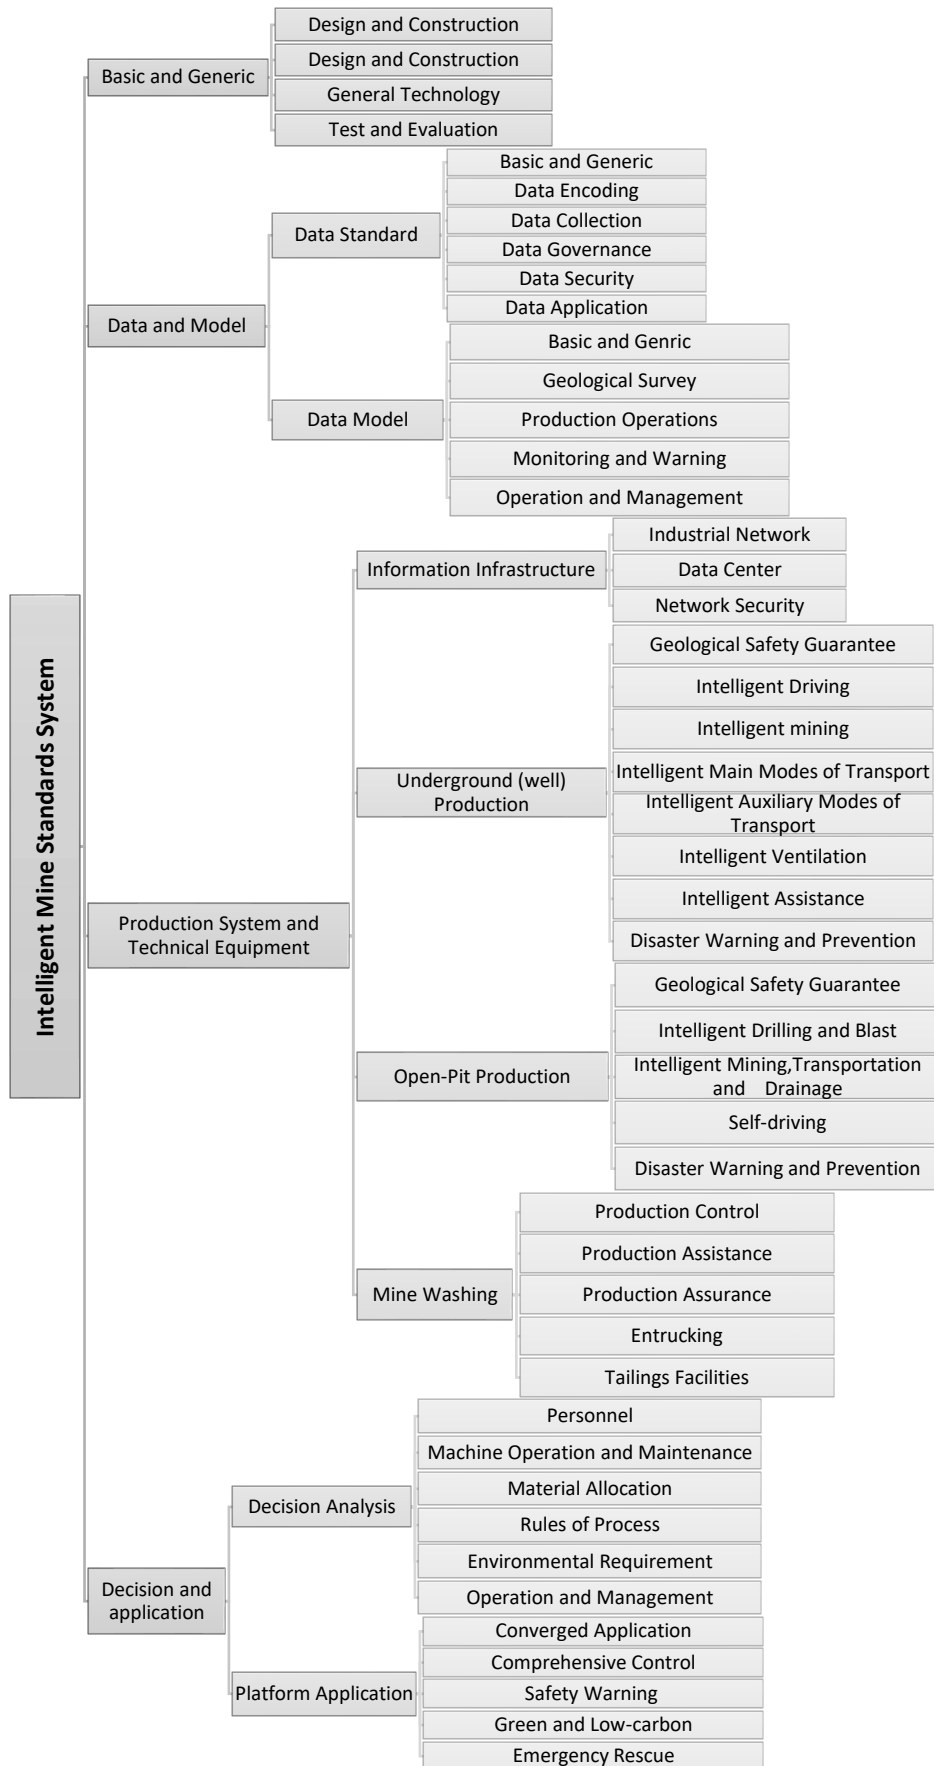 Intelligent Mine Standards System
Basic and Generic
Design and Construction
Design and Construction
General Technology
Test and Evaluation
Data and Model
Data Standard
Basic and Generic
Data Encoding
Data Collection
Data Governance
Data Security
Data Application
Data Model
Basic and Genric
Geological Survey
Production Operations
Monitoring and Warning
Operation and Management
Production System and
Technical Equipment
Information Infrastructure
Industrial Network
Data Center
Network Security
Underground (well)
Production
Geological Safety Guarantee
Intelligent Driving
Intelligent mining
Intelligent Main Modes of Transport
Intelligent Auxiliary Modes of
Transport
Intelligent Ventilation
Intelligent Assistance
Disaster Warning and Prevention
Open-Pit Production
Geological Safety Guarantee
Intelligent Drilling and Blast
Intelligent Mining,Transportation
and Drainage
Self-driving
Disaster Warning and Prevention
Mine Washing
Production Control
Production Assistance
Production Assurance
Entrucking
Tailings Facilities
Decision and
application
Decision Analysis
Personnel
Machine Operation and Maintenance
Material Allocation
Rules of Process
Environmental Requirement
Operation and Management
Platform Application
Converged Application
Comprehensive Control
Safety Warning
Green and Low-carbon
Emergency Rescue